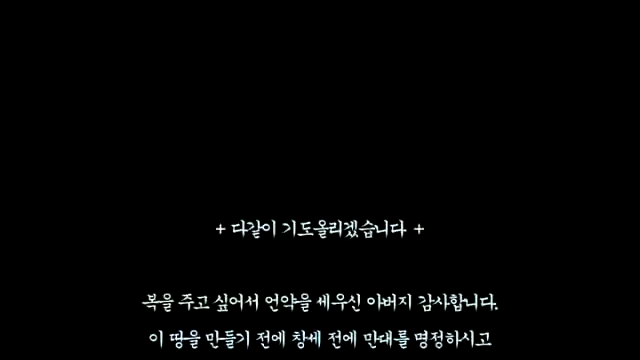 + 다같이 기도올리겠습니다 +
복을 주고 싶어서 언약을 세우신 아버지 감사합니다.
이 땅을 만들기 전에 창세 전에 만대를 명정하시고